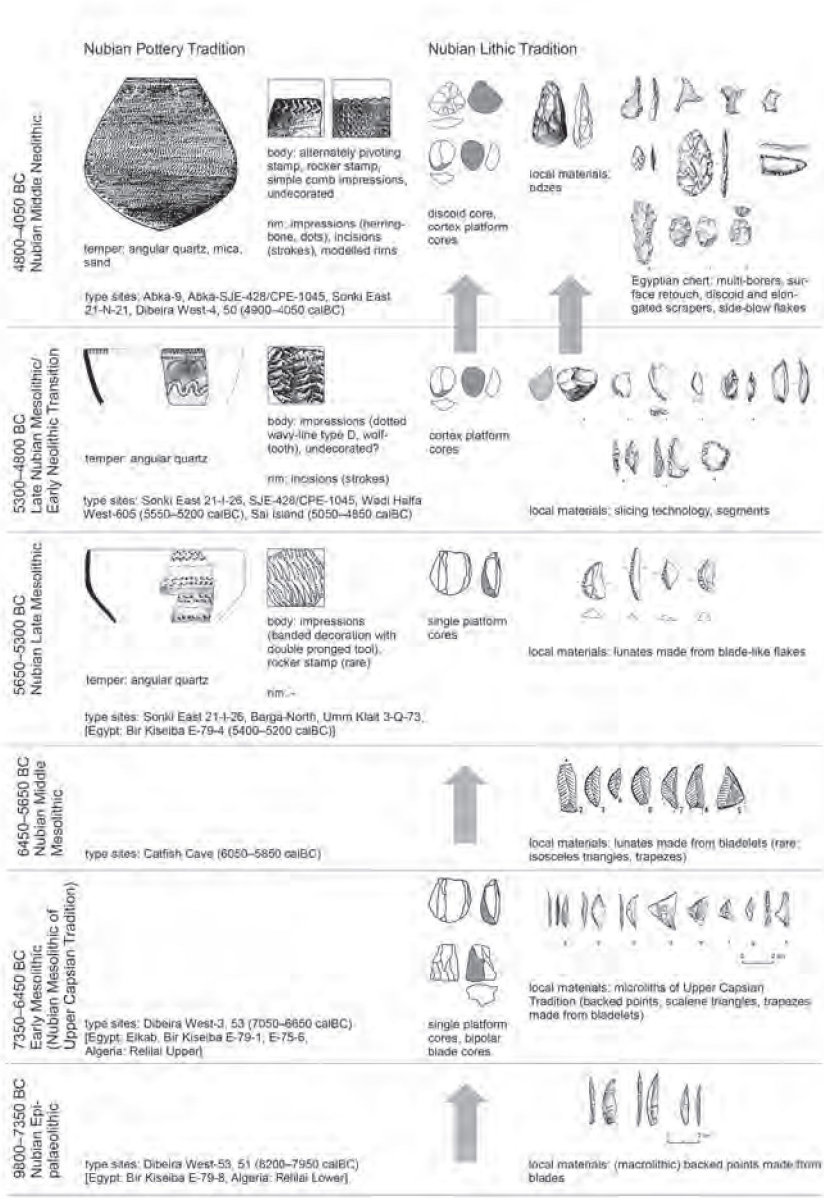 Nubian Pottery Tradition
Nubian Lithic Tradition
4800–4050 BC
Nubian Middle Neolithic
body: alternately pivoting
stamp, rocker stamp,
simple comb impressions,
undecorated
rim: impressions (herring-
bone, dots), incisions
(strokes), modelled rims
temper: angular quartz, mica,
sand
type sites: Abka-9, Abka-SJE-428/CPE-1045, Sonki East
21-N-21, Dibeira West-4, 50 (4900–4050 calBC)
discoid core,
cortex platform
cores
local materials:
adzes
Egyptian chert: multi-borers, sur-
face retouch, discoid and elon-
gated scrapers, side-blow flakes
5300–4800 BC
Late Nubian Mesolithic/
Early Neolithic Transition
temper: angular quartz
body: impressions (dotted
wavy-line type D, wolf-
tooth), undecorated?
rim: incisions (strokes)
type sites: Sonki East 21-I-26, SJE-428/CPE-1045, Wadi Halfa
West-605 (5550–5200 calBC), Sai Island (5050–4850 calBC)
cortex platform
cores
local materials: slicing technology, segments
5650–5300 BC
Nubian Late Mesolithic
temper: angular quartz
body: impressions
(banded decoration with
double pronged tool),
rocker stamp (rare)
rim: -
type sites: Sonki East 21-I-26, Barga-North, Umm Klait 3-Q-73,
[Egypt: Bir Kiseiba E-79-4 (5400–5200 calBC)]
single platform
cores
local materials: lunates made from blade-like flakes
6450–5650 BC
Nubian Middle
Mesolithic
type sites: Catfish Cave (6050–5850 calBC)
local materials: lunates made from bladelets (rare:
isosceles triangles, trapezes)
7350–6450 BC
Early Mesolithic
(Nubian Mesolithic of
Upper Capsian Tradition)
type sites: Dibeira West-3, 53 (7050–6650 calBC)
[Egypt: Elkab, Bir Kiseiba E-79-1, E-75-6,
Algeria: Relilai Upper]
single platform
cores, bipolar
blade cores
local materials: microliths of Upper Capsian
Tradition (backed points, scalene triangles, trapezes
made from bladelets)
9800–7350 BC
Nubian Epi-
palaeolithic
type sites: Dibeira West-53, 51 (8200–7950 calBC)
[Egypt: Bir Kiseiba E-79-8, Algeria: Relilai Lower]
local materials: (macrolithic) backed points made from
blades